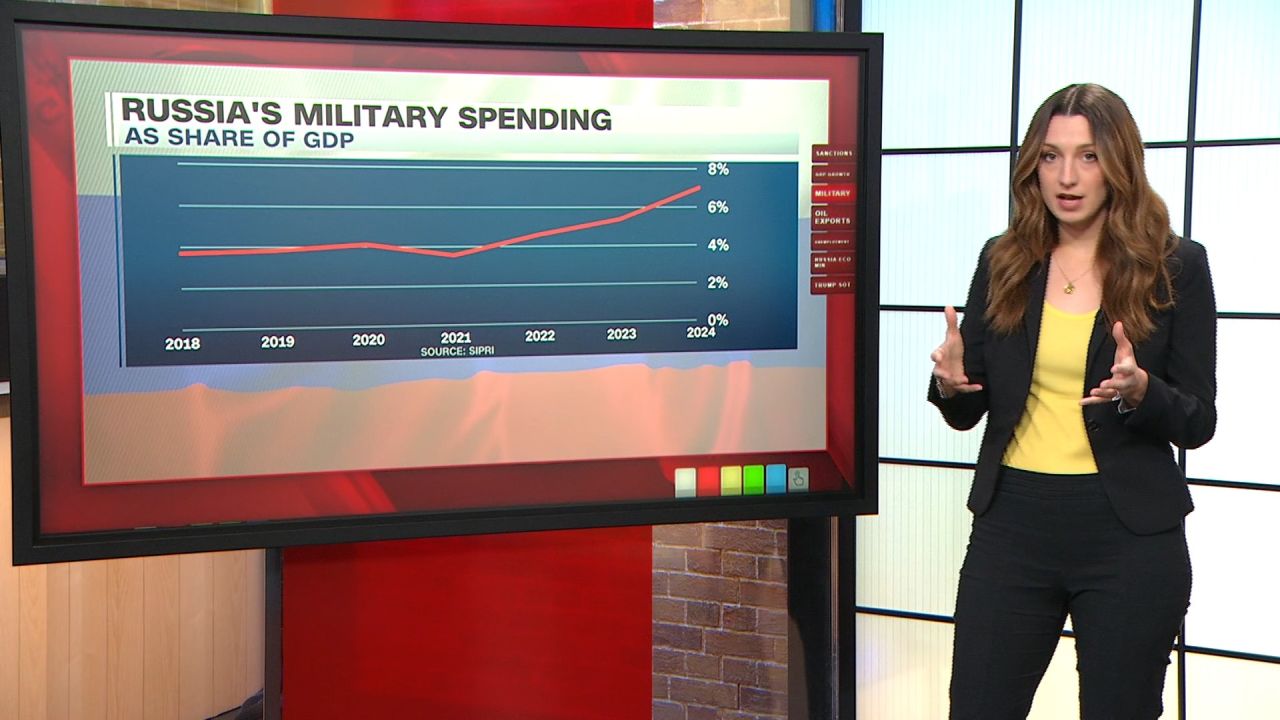 RUSSIA'S MILITARY SPENDING
AS SHARE OF GDP
8%
6%
4%
2%
0%
2018 2019 2020 2021 2022 2023 2024
SOURCE: SIPRI
SANCTIONS
GDP GROWTH
MILITARY
OIL
EXPORTS
UNEMPLOYMENT
RUSSIA ECO
MIN
TRUMP SOT